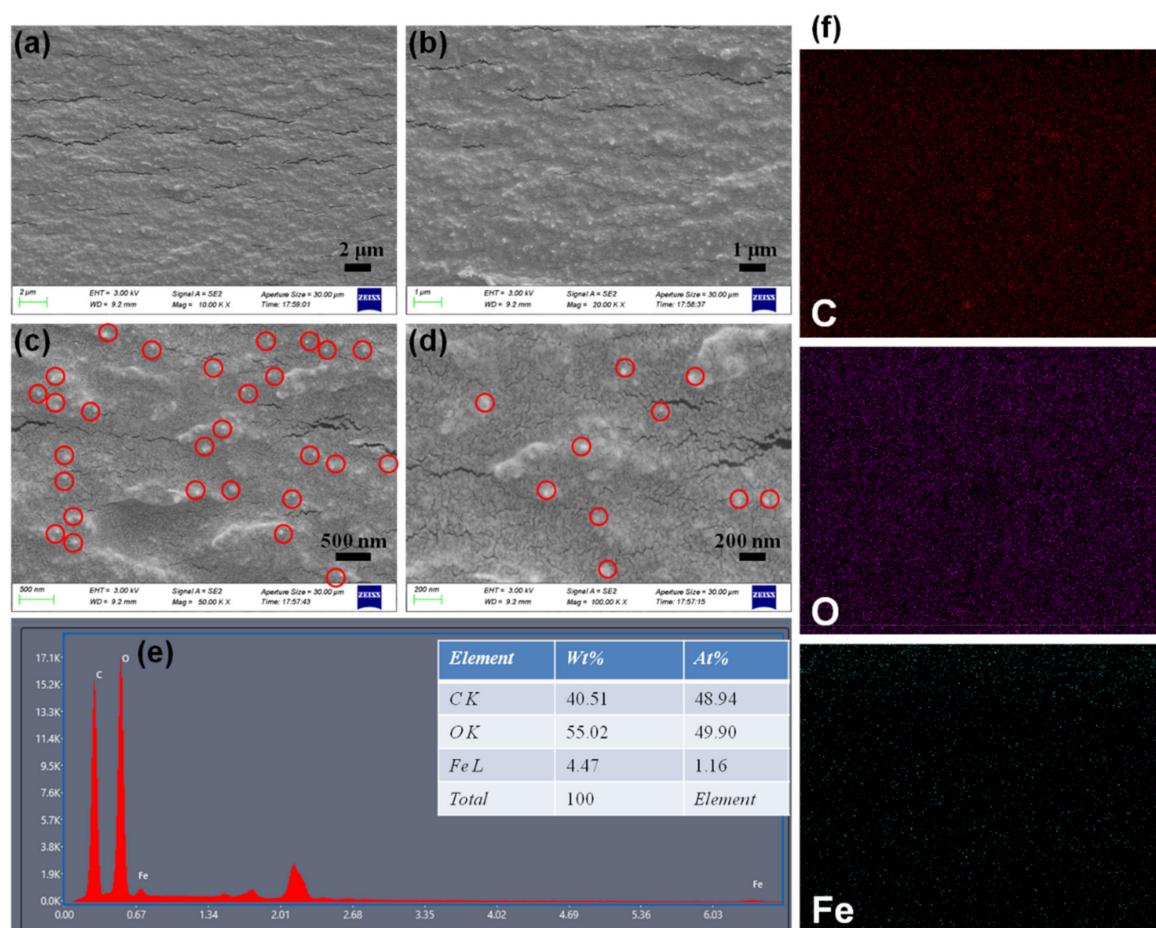 (a)
2 μm
2 μm
EHT = 3.00 kV
WD = 9.2 mm
Signal A = SE2
Mag = 10.00 K X
Aperture Size = 30.00 μm
Time: 17:59:01
ZEISS
(b)
1 μm
1 μm
EHT = 3.00 kV
WD = 9.2 mm
Signal A = SE2
Mag = 20.00 K X
Aperture Size = 30.00 μm
Time: 17:58:37
ZEISS
(c)
500 nm
500 nm
EHT = 3.00 kV
WD = 9.2 mm
Signal A = SE2
Mag = 50.00 K X
Aperture Size = 30.00 μm
Time: 17:57:43
ZEISS
(d)
200 nm
200 nm
EHT = 3.00 kV
WD = 9.2 mm
Signal A = SE2
Mag = 100.00 K X
Aperture Size = 30.00 μm
Time: 17:57:15
ZEISS
(e)
17.1K
15.2K
13.3K
11.4K
9.5K
7.6K
5.7K
3.8K
1.9K
0.0K
C
O
Fe
Fe
0.00 0.67 1.34 2.01 2.68 3.35 4.02 4.69 5.36 6.03
Element Wt% At%
C K 40.51 48.94
O K 55.02 49.90
Fe L 4.47 1.16
Total 100 Element
(f)
C
O
Fe